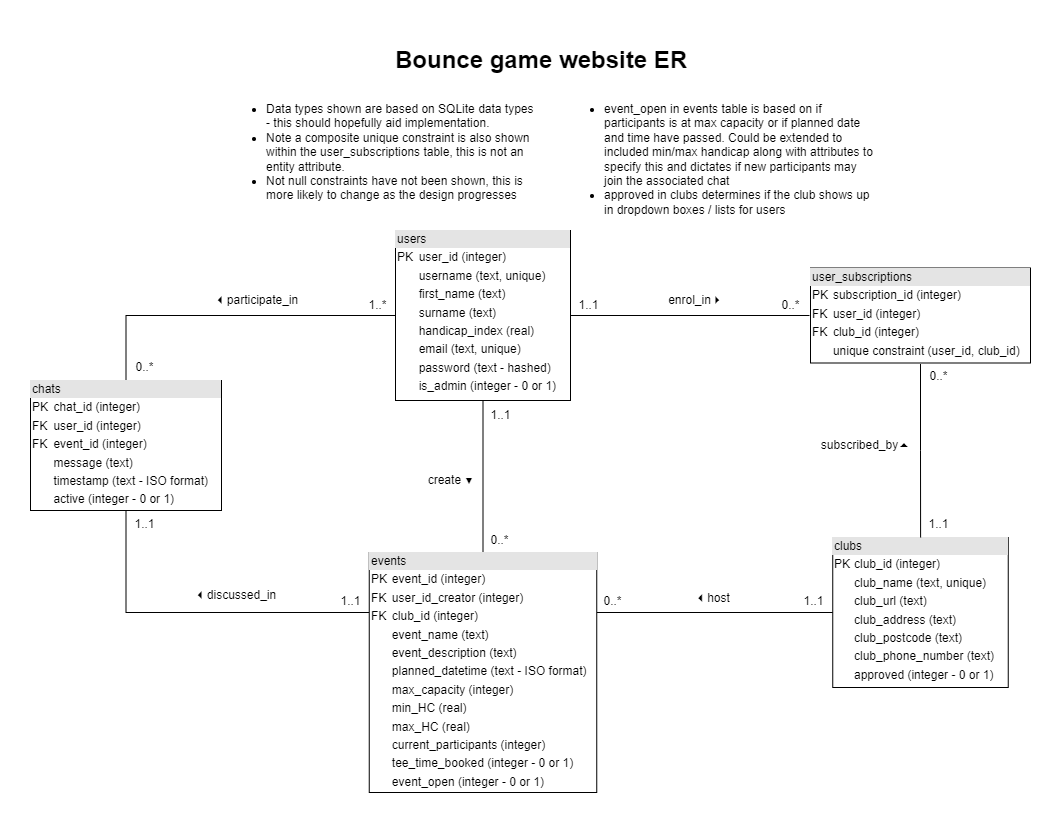 Bounce game website ER
• Data types shown are based on SQLite data types
- this should hopefully aid implementation.
• Note a composite unique constraint is also shown
within the user_subscriptions table, this is not an
entity attribute.
• Not null constraints have not been shown, this is
more likely to change as the design progresses
• event_open in events table is based on if
participants is at max capacity or if planned date
and time have passed. Could be extended to
included min/max handicap along with attributes to
specify this and dictates if new participants may
join the associated chat
• approved in clubs determines if the club shows up
in dropdown boxes / lists for users
users
PK user_id (integer)
username (text, unique)
first_name (text)
surname (text)
handicap_index (real)
email (text, unique)
password (text - hashed)
is_admin (integer - 0 or 1)
participate_in
1..*
0..*
1..1
enrol_in
0..*
user_subscriptions
PK subscription_id (integer)
FK user_id (integer)
FK club_id (integer)
unique constraint (user_id, club_id)
0..*
subscribed_by
1..1
chats
PK chat_id (integer)
FK user_id (integer)
FK event_id (integer)
message (text)
timestamp (text - ISO format)
active (integer - 0 or 1)
1..1
discussed_in
1..1
1..1
create
0..*
events
PK event_id (integer)
FK user_id_creator (integer)
FK club_id (integer)
event_name (text)
event_description (text)
planned_datetime (text - ISO format)
max_capacity (integer)
min_HC (real)
max_HC (real)
current_participants (integer)
tee_time_booked (integer - 0 or 1)
event_open (integer - 0 or 1)
0..*
host
1..1
clubs
PK club_id (integer)
club_name (text, unique)
club_url (text)
club_address (text)
club_postcode (text)
club_phone_number (text)
approved (integer - 0 or 1)